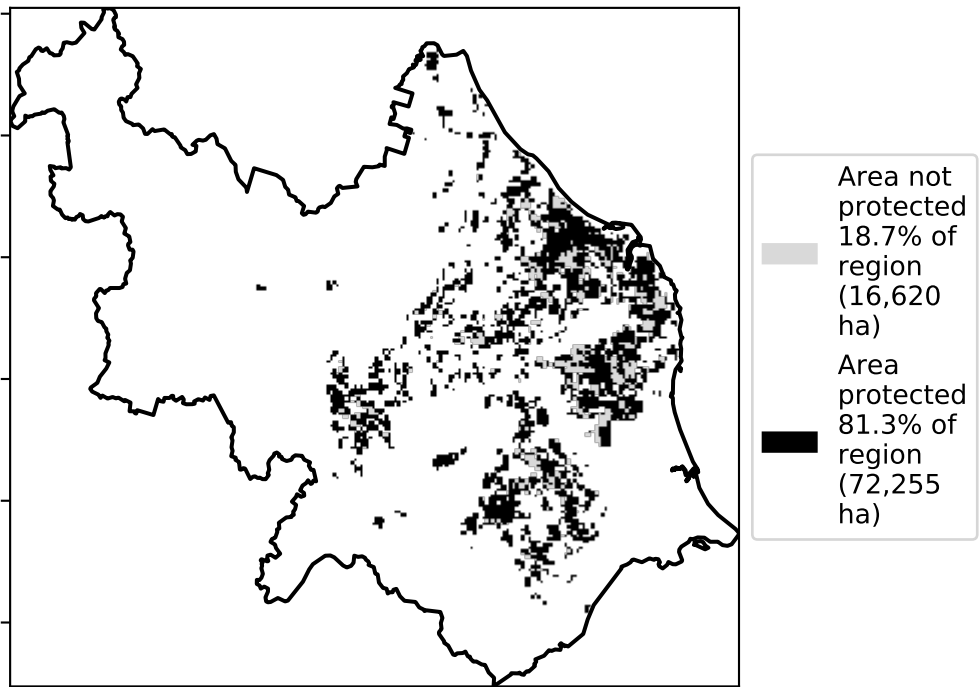 Area not
protected
18.7% of
region
(16,620
ha)
Area
protected
81.3% of
region
(72,255
ha)